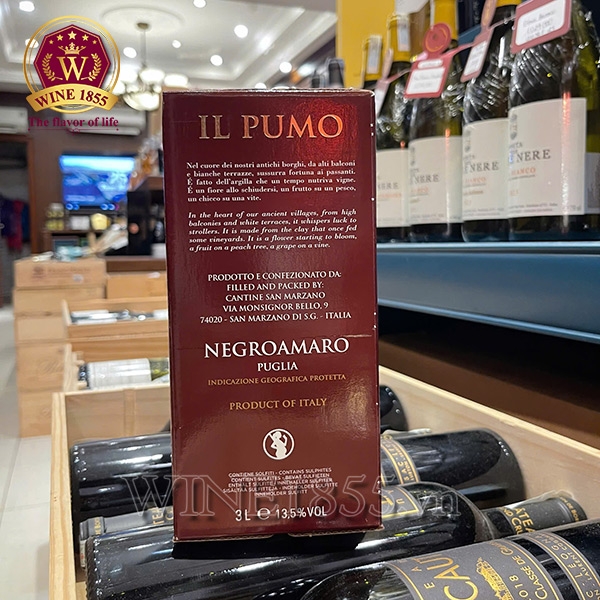 W
WINE 1855
The flavor of life
IL PUMO
Nel cuore dei nostri antichi borghi, da alti balconi
e bianche terrazze, sussurra fortuna ai passanti.
È fatto dell'argilla che un tempo nutriva vigne.
È un fiore allo schiudersi, un frutto su un pesco,
un chicco su una vite.
In the heart of our ancient villages, from high
balconies and white terraces, it whispers luck to
strollers. It is made from the clay that once fed
some vineyards. It is a flower starting to bloom,
a fruit on a peach tree, a grape on a vine.
PRODOTTO E CONFEZIONATO DA:
FILLED AND PACKED BY:
CANTINE SAN MARZANO
VIA MONSIGNOR BELLO, 9
74020 - SAN MARZANO DI S.G. - ITALIA
NEGROAMARO
PUGLIA
INDICAZIONE GEOGRAFICA PROTETTA
PRODUCT OF ITALY
CONTIENE SOLFITI - CONTAINS SULPHITES
WINE1855.vn
3L e 13,5%VOL
NERE
2018